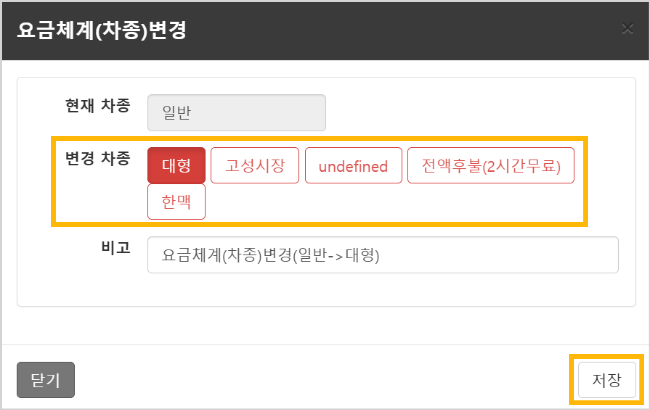 요금체계(차종)변경 ×
현재 차종 일반
변경 차종 대형 고성시장 undefined 전액후불(2시간무료)
한맥
비고 요금체계(차종)변경(일반->대형)
닫기 저장